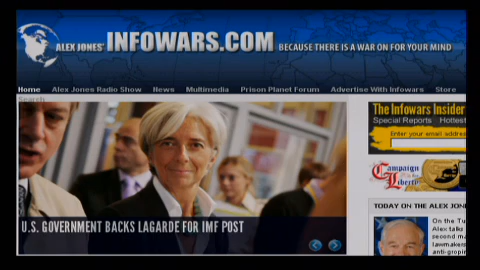 ALEX JONES' INFOWARS.COM BECAUSE THERE IS A WAR ON FOR YOUR MIND
Home Alex Jones Radio Show News Multimedia Prison Planet Forum Advertise With Infowars Store
Search
The Infowars Insider
Special Reports Hottest
Enter your email address
Campaign
for Liberty
U.S. GOVERNMENT BACKS LAGARDE FOR IMF POST
TODAY ON THE ALEX JON
On the Tu
Alex talks
second m
lawmakers
anti-gropin